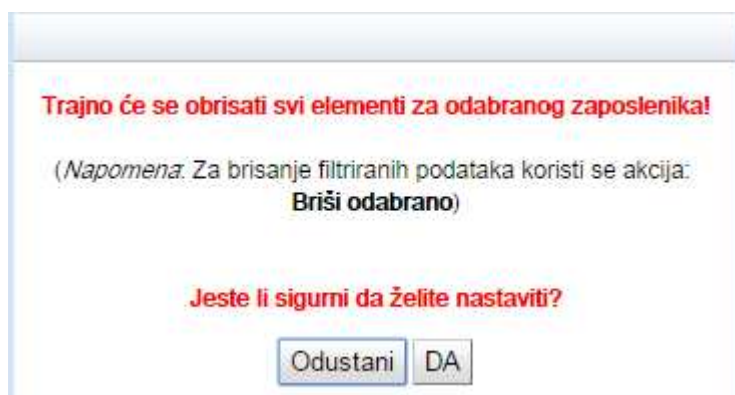 Trajno će se obrisati svi elementi za odabranog zaposlenika!
(Napomena: Za brisanje filtriranih podataka koristi se akcija:
Briši odabrano)
Jeste li sigurni da želite nastaviti?
Odustani DA